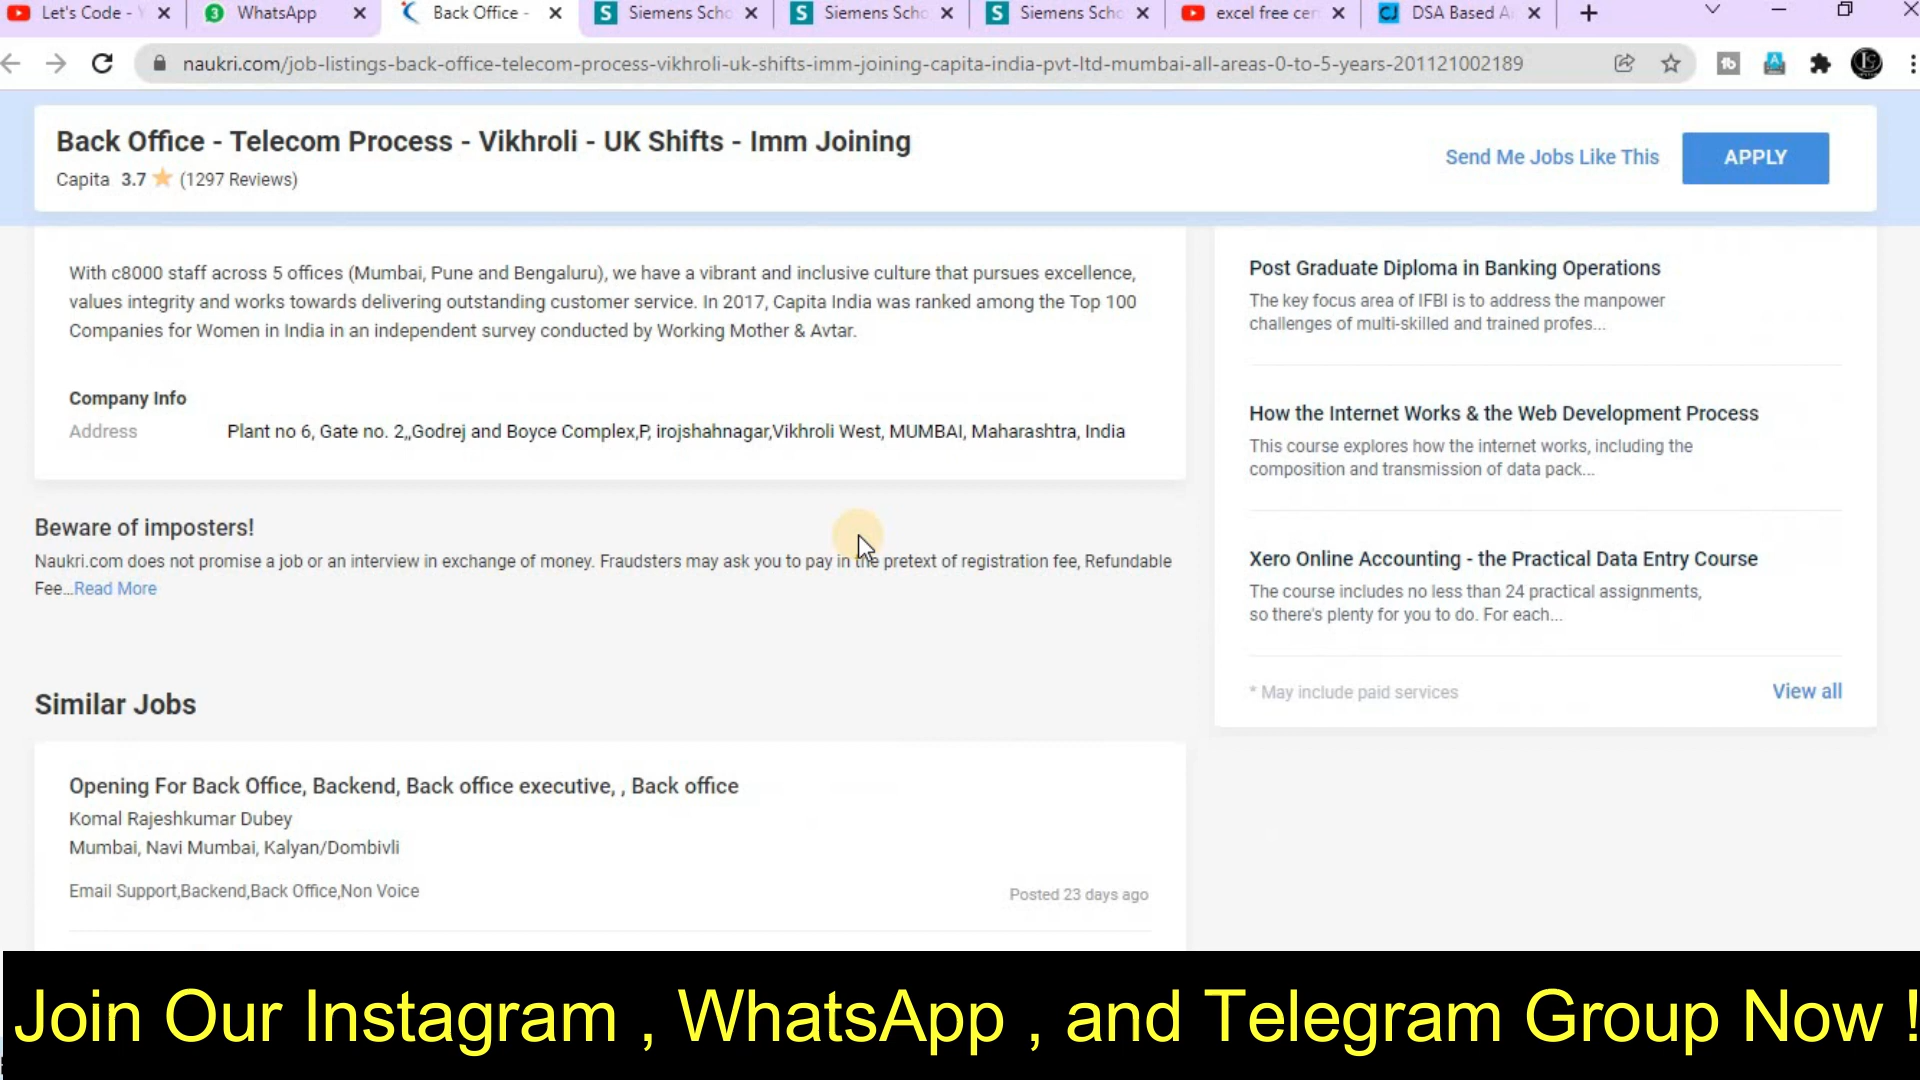 Let's Code -
3
WhatsApp
Back Office -
S
Siemens Scho
S
Siemens Scho
S
Siemens Scho
excel free cer
CJ
DSA Based A
naukri.com/job-listings-back-office-telecom-process-vikhroli-uk-shifts-imm-joining-capita-india-pvt-ltd-mumbai-all-areas-0-to-5-years-201121002189
Back Office - Telecom Process - Vikhroli - UK Shifts - Imm Joining
Capita 3.7 (1297 Reviews)
Send Me Jobs Like This
APPLY
With c8000 staff across 5 offices (Mumbai, Pune and Bengaluru), we have a vibrant and inclusive culture that pursues excellence,
values integrity and works towards delivering outstanding customer service. In 2017, Capita India was ranked among the Top 100
Companies for Women in India in an independent survey conducted by Working Mother & Avtar.
Company Info
Address Plant no 6, Gate no. 2,,Godrej and Boyce Complex,P, irojshahnagar,Vikhroli West, MUMBAI, Maharashtra, India
Beware of imposters!
Naukri.com does not promise a job or an interview in exchange of money. Fraudsters may ask you to pay in the pretext of registration fee, Refundable
Fee...Read More
Similar Jobs
Opening For Back Office, Backend, Back office executive, , Back office
Komal Rajeshkumar Dubey
Mumbai, Navi Mumbai, Kalyan/Dombivli
Email Support,Backend,Back Office,Non Voice
Posted 23 days ago
Post Graduate Diploma in Banking Operations
The key focus area of IFBI is to address the manpower
challenges of multi-skilled and trained profes...
How the Internet Works & the Web Development Process
This course explores how the internet works, including the
composition and transmission of data pack...
Xero Online Accounting - the Practical Data Entry Course
The course includes no less than 24 practical assignments,
so there's plenty for you to do. For each...
* May include paid services
View all
Join Our Instagram , WhatsApp , and Telegram Group Now !